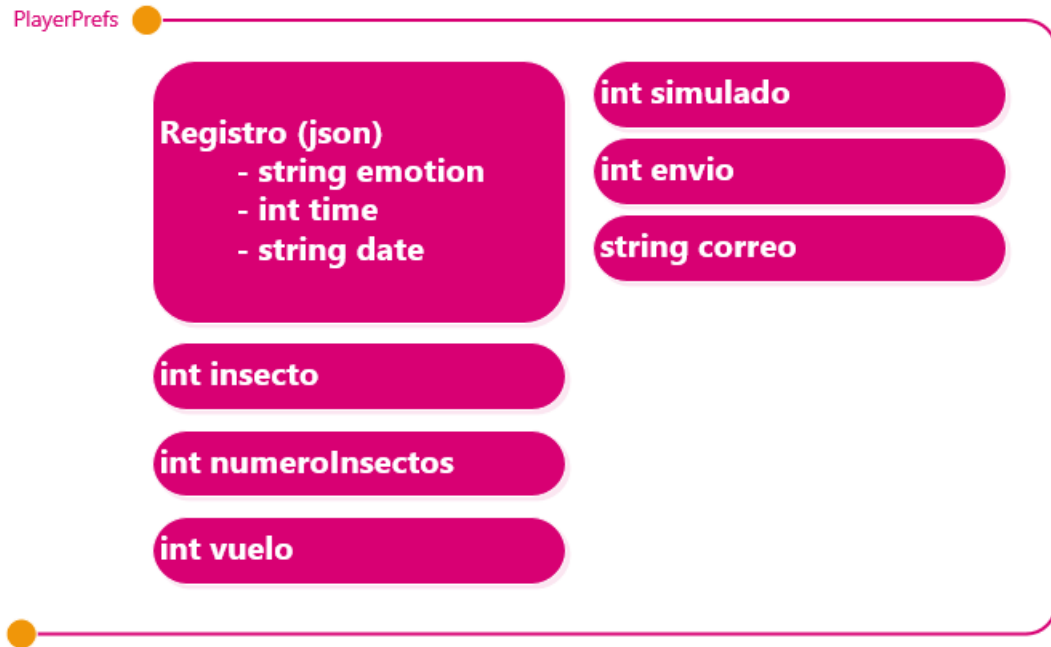 PlayerPrefs
Registro (json)
- string emotion
- int time
- string date
int insecto
int numeroInsectos
int vuelo
int simulado
int envio
string correo